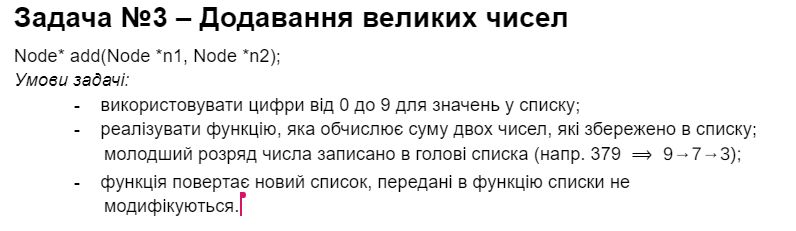 Задача №3 – Додавання великих чисел
Node* add(Node *n1, Node *n2);
Умови задачі:
- використовувати цифри від 0 до 9 для значень у списку;
- реалізувати функцію, яка обчислює суму двох чисел, які збережено в списку;
молодший розряд числа записано в голові списка (напр. 379 ⟹ 9→7→3);
- функція повертає новий список, передані в функцію списки не
модифікуються.